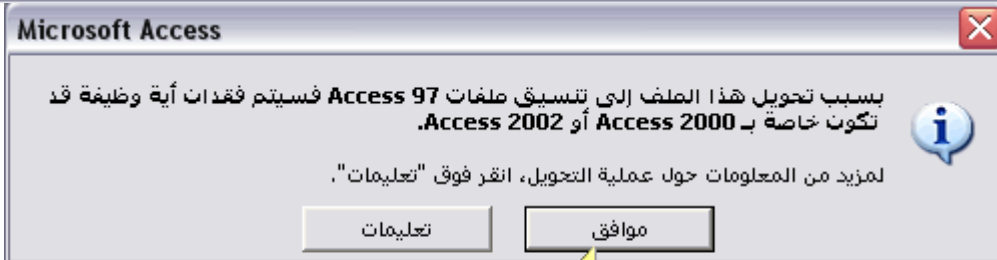 Microsoft Access
بسبب تحويل هذا الملف إلى تنسيق ملفات Access 97 فسيتم فقدان أية وظيفة قد
تكون خاصة بـ Access 2000 أو Access 2002.
لمزيد من المعلومات حول عملية التحويل، انقر فوق "تعليمات".
موافق
تعليمات